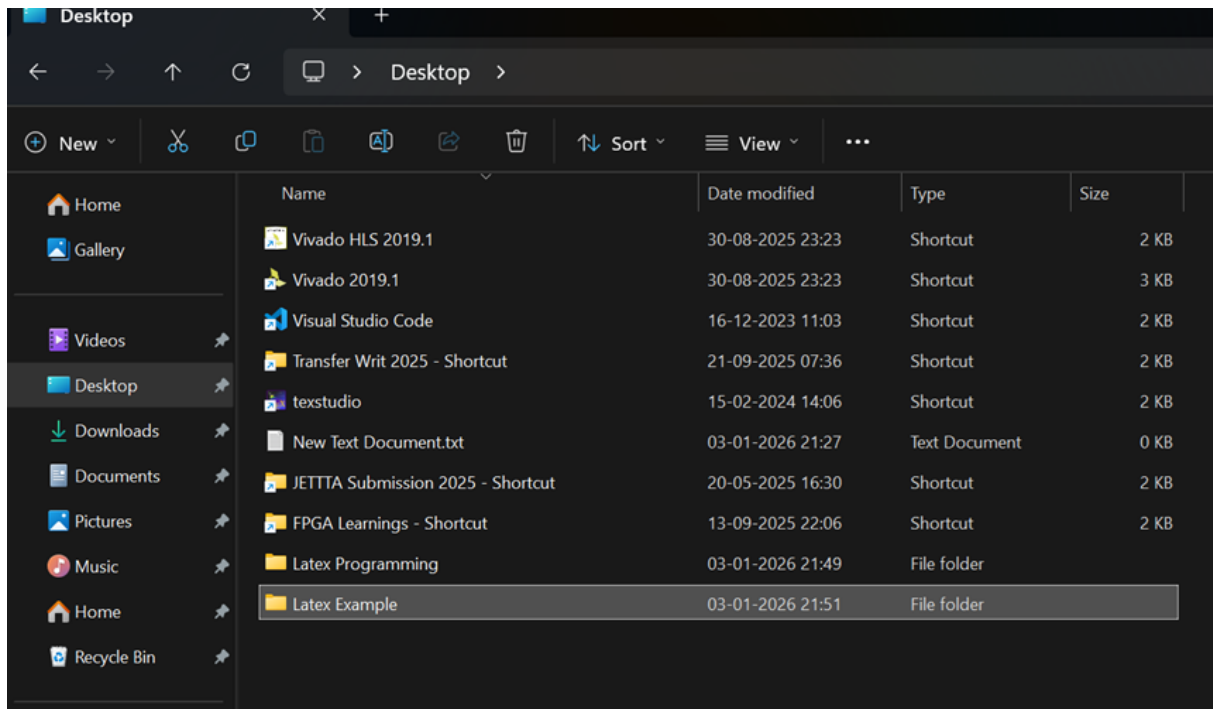 Desktop
Desktop
New
Sort
View
Name Date modified Type Size
Home
Gallery
Videos
Desktop
Downloads
Documents
Pictures
Music
Home
Recycle Bin
Vivado HLS 2019.1 30-08-2025 23:23 Shortcut 2 KB
Vivado 2019.1 30-08-2025 23:23 Shortcut 3 KB
Visual Studio Code 16-12-2023 11:03 Shortcut 2 KB
Transfer Writ 2025 - Shortcut 21-09-2025 07:36 Shortcut 2 KB
texstudio 15-02-2024 14:06 Shortcut 2 KB
New Text Document.txt 03-01-2026 21:27 Text Document 0 KB
JETTTA Submission 2025 - Shortcut 20-05-2025 16:30 Shortcut 2 KB
FPGA Learnings - Shortcut 13-09-2025 22:06 Shortcut 2 KB
Latex Programming 03-01-2026 21:49 File folder
Latex Example 03-01-2026 21:51 File folder